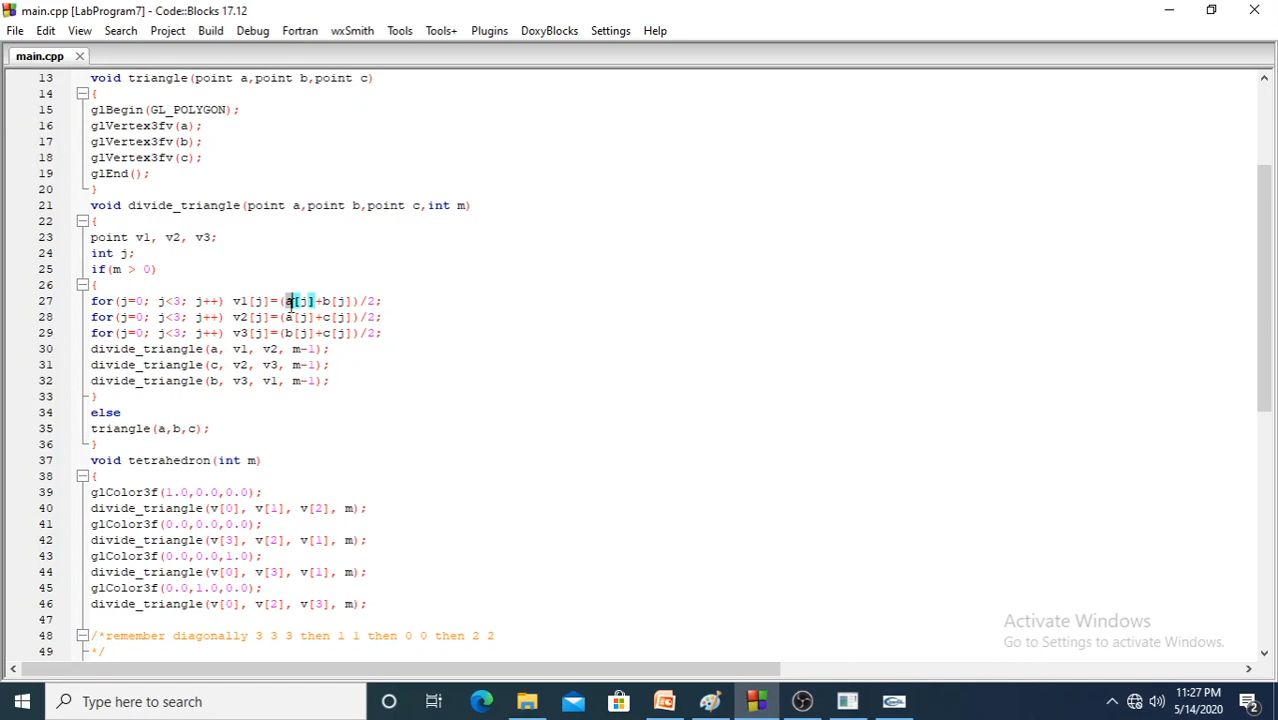 main.cpp [LabProgram7] - Code::Blocks 17.12
File Edit View Search Project Build Debug Fortran wxSmith Tools Tools+ Plugins DoxyBlocks Settings Help
main.cpp
13 void triangle(point a,point b,point c)
14 {
15 glBegin(GL_POLYGON);
16 glVertex3fv(a);
17 glVertex3fv(b);
18 glVertex3fv(c);
19 glEnd();
20 }
21 void divide_triangle(point a,point b,point c,int m)
22 {
23 point v1, v2, v3;
24 int j;
25 if(m > 0)
26 {
27 for(j=0; j<3; j++) v1[j]=(a[j]+b[j])/2;
28 for(j=0; j<3; j++) v2[j]=(a[j]+c[j])/2;
29 for(j=0; j<3; j++) v3[j]=(b[j]+c[j])/2;
30 divide_triangle(a, v1, v2, m-1);
31 divide_triangle(c, v2, v3, m-1);
32 divide_triangle(b, v3, v1, m-1);
33 }
34 else
35 triangle(a,b,c);
36 }
37 void tetrahedron(int m)
38 {
39 glColor3f(1.0,0.0,0.0);
40 divide_triangle(v[0], v[1], v[2], m);
41 glColor3f(0.0,0.0,0.0);
42 divide_triangle(v[3], v[2], v[1], m);
43 glColor3f(0.0,0.0,1.0);
44 divide_triangle(v[0], v[3], v[1], m);
45 glColor3f(0.0,1.0,0.0);
46 divide_triangle(v[0], v[2], v[3], m);
47
48 /*remember diagonally 3 3 3 then 1 1 then 0 0 then 2 2
49 */
Activate Windows
Go to Settings to activate Windows.
Type here to search
11:27 PM
5/14/2020
2